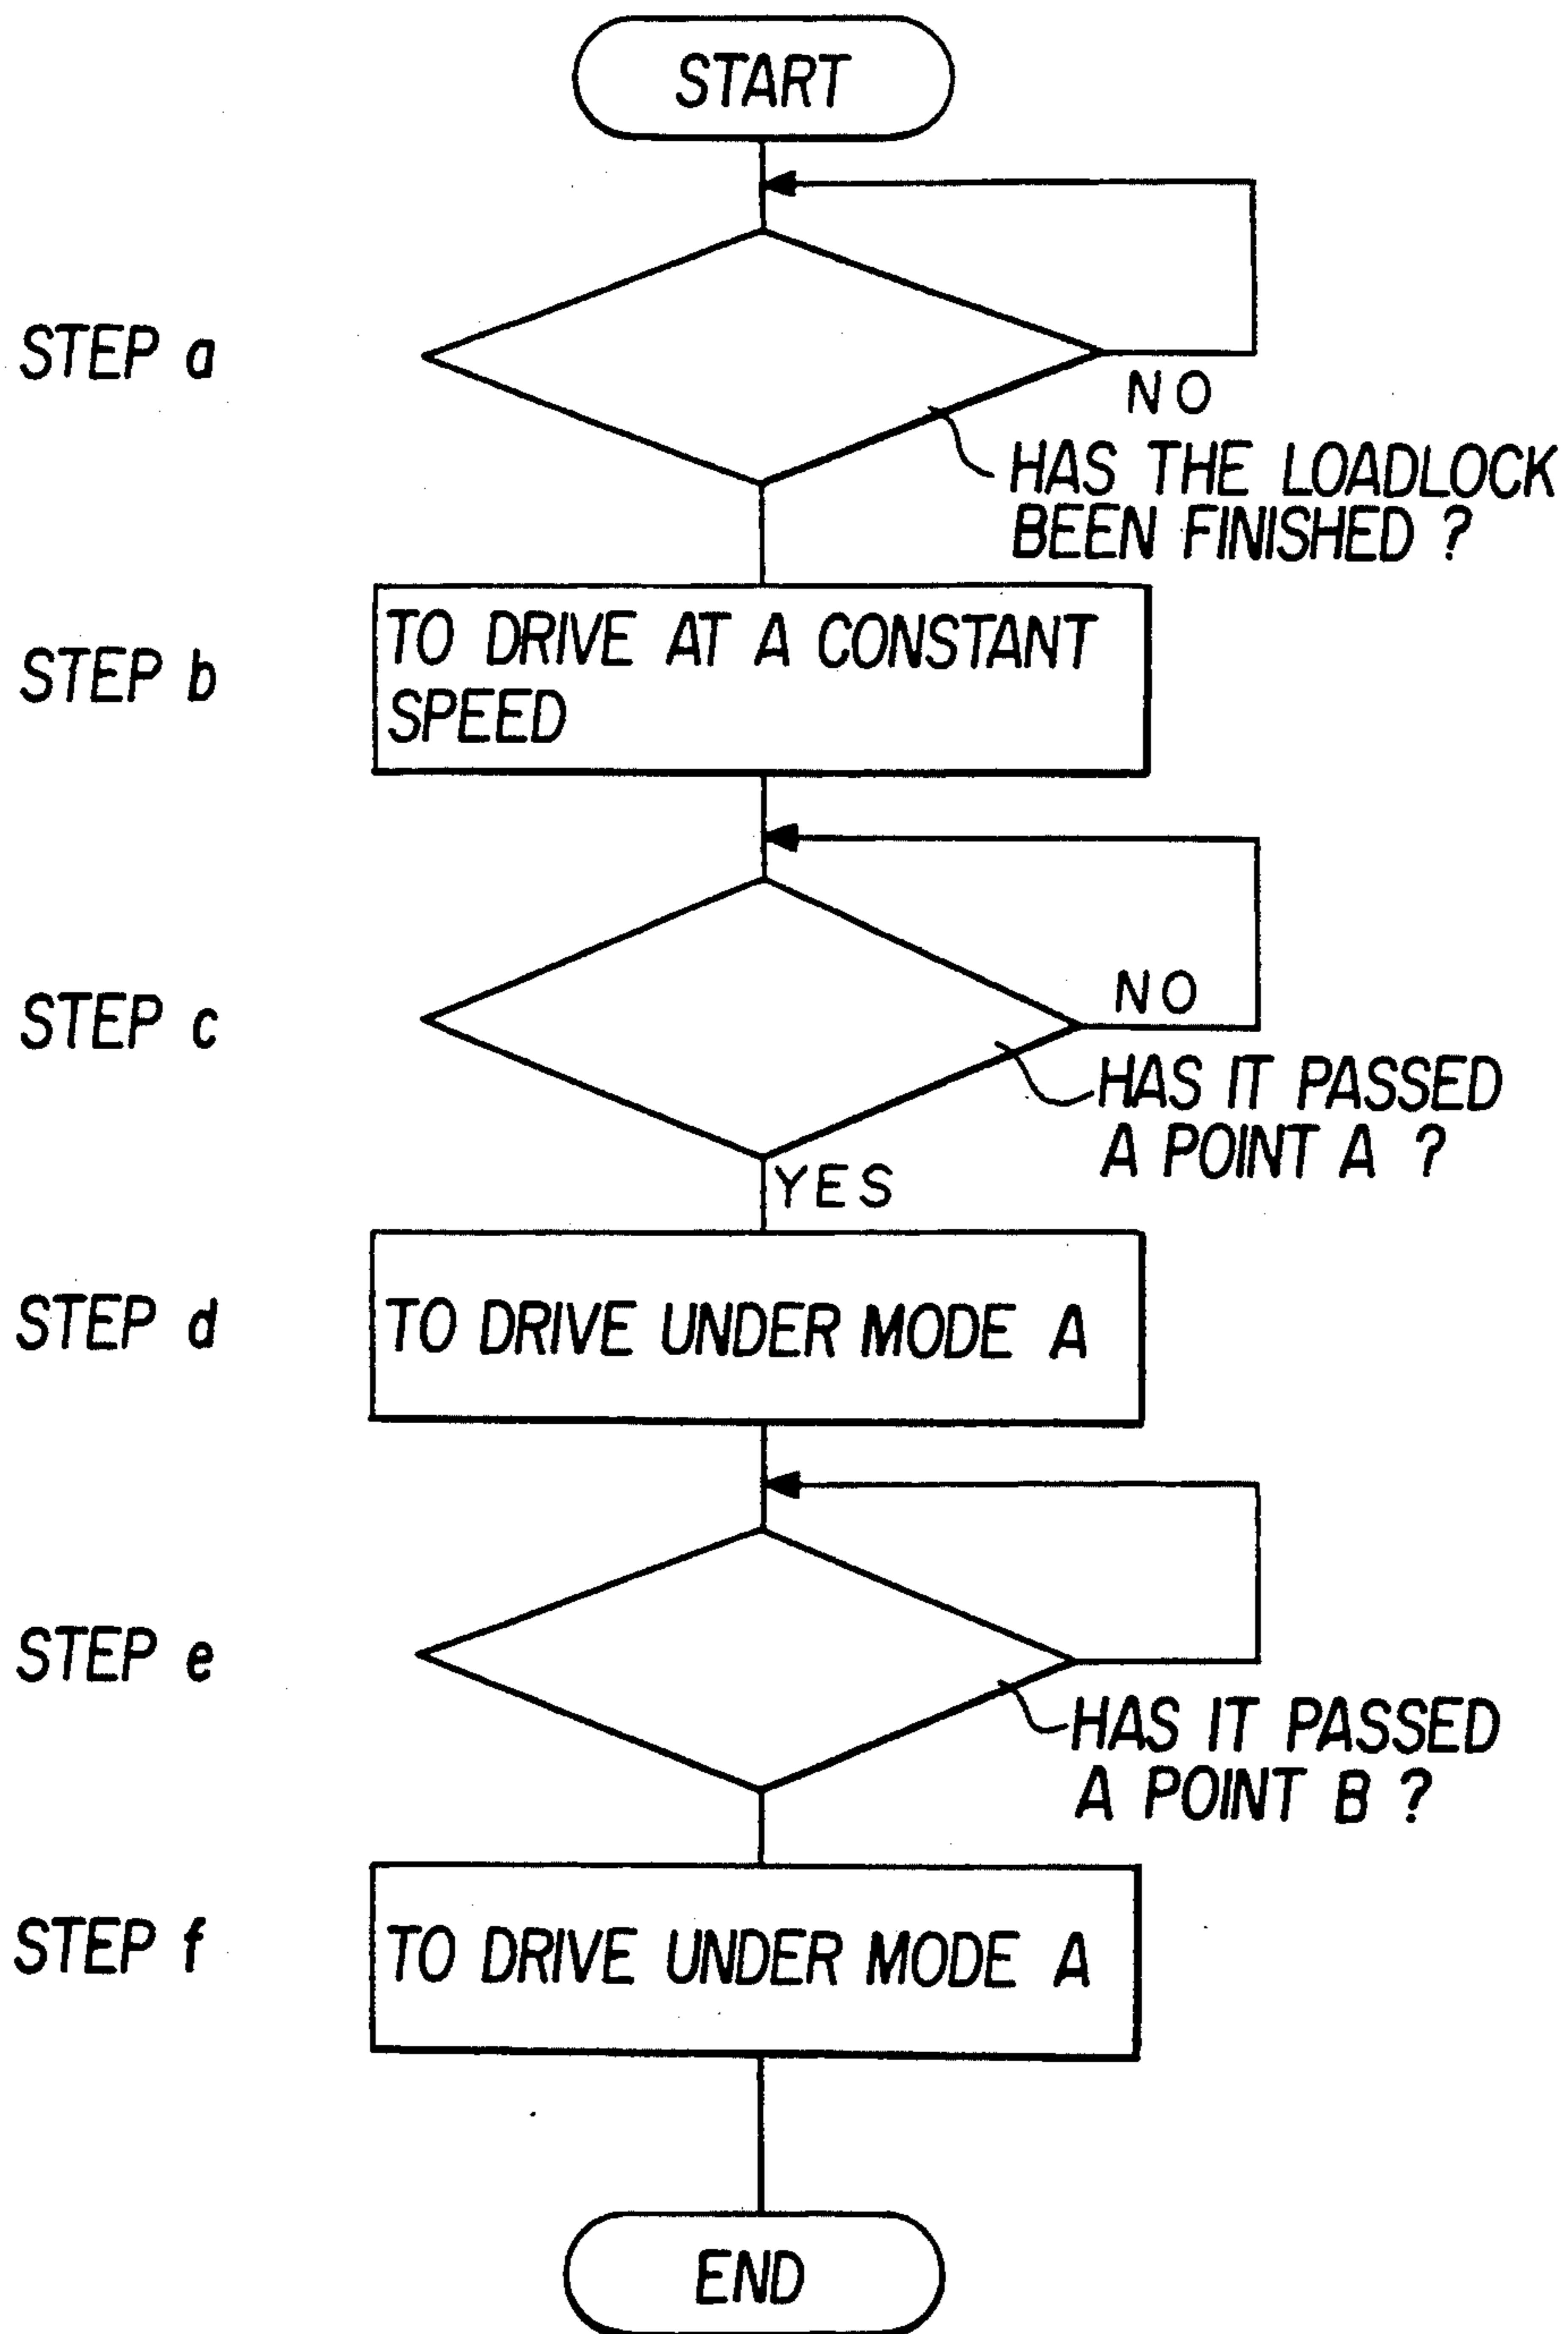 START
STEP a
NO
HAS THE LOADLOCK
BEEN FINISHED ?
STEP b
TO DRIVE AT A CONSTANT
SPEED
STEP c
NO
HAS IT PASSED
A POINT A ?
YES
STEP d
TO DRIVE UNDER MODE A
STEP e
HAS IT PASSED
A POINT B ?
STEP f
TO DRIVE UNDER MODE A
END